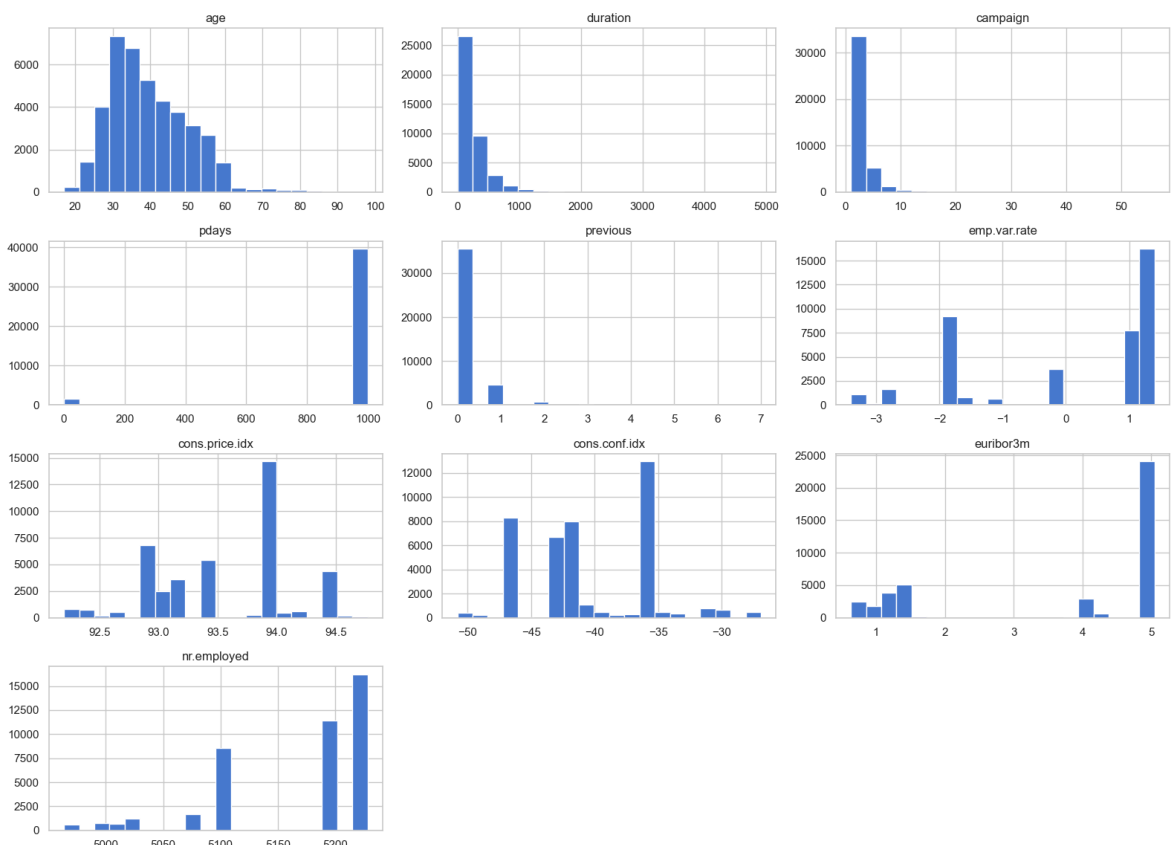 age
6000
4000
2000
0
20 30 40 50 60 70 80 90 100
duration
25000
20000
15000
10000
5000
0
0 1000 2000 3000 4000 5000
campaign
30000
20000
10000
0
0 10 20 30 40 50
pdays
40000
30000
20000
10000
0
0 200 400 600 800 1000
previous
30000
20000
10000
0
0 1 2 3 4 5 6 7
emp.var.rate
15000
12500
10000
7500
5000
2500
0
−3 −2 −1 0 1
cons.price.idx
15000
12500
10000
7500
5000
2500
0
92.5 93.0 93.5 94.0 94.5
cons.conf.idx
12000
10000
8000
6000
4000
2000
0
−50 −45 −40 −35 −30
euribor3m
25000
20000
15000
10000
5000
0
1 2 3 4 5
nr.employed
15000
12500
10000
7500
5000
2500
0
5000 5050 5100 5150 5200